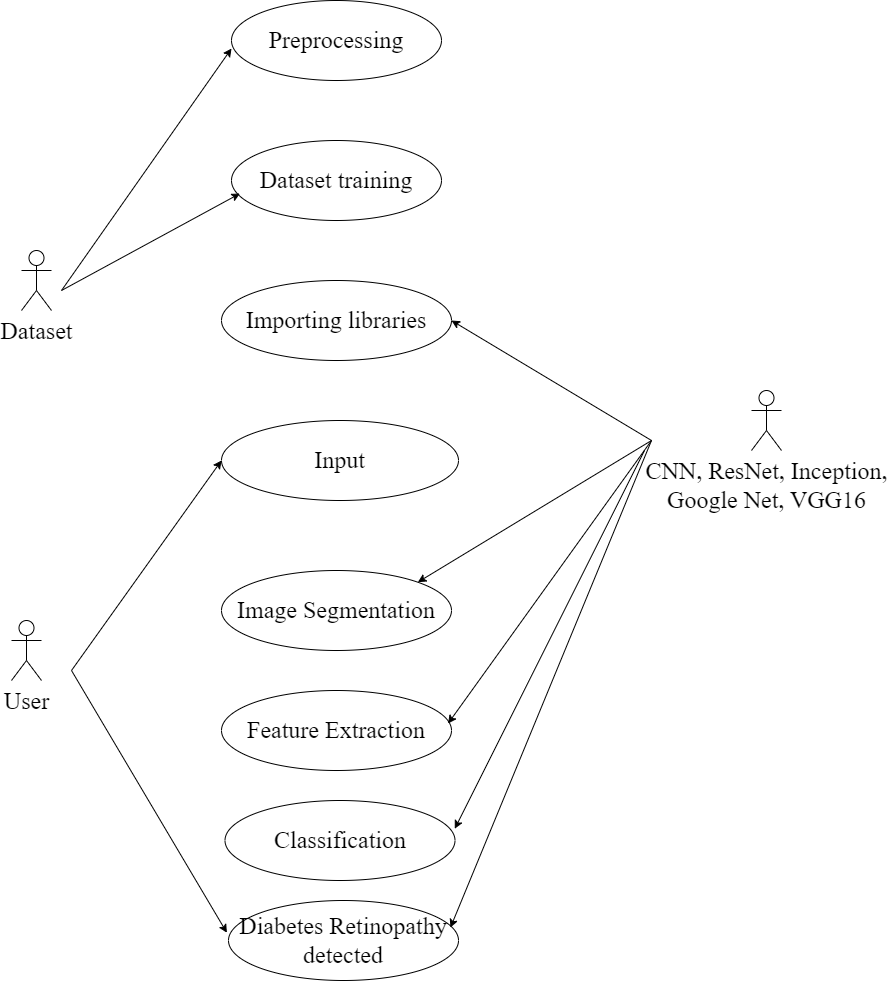 Preprocessing
Dataset training
Dataset
Importing libraries
Input
CNN, ResNet, Inception,
Google Net, VGG16
Image Segmentation
User
Feature Extraction
Classification
Diabetes Retinopathy
detected